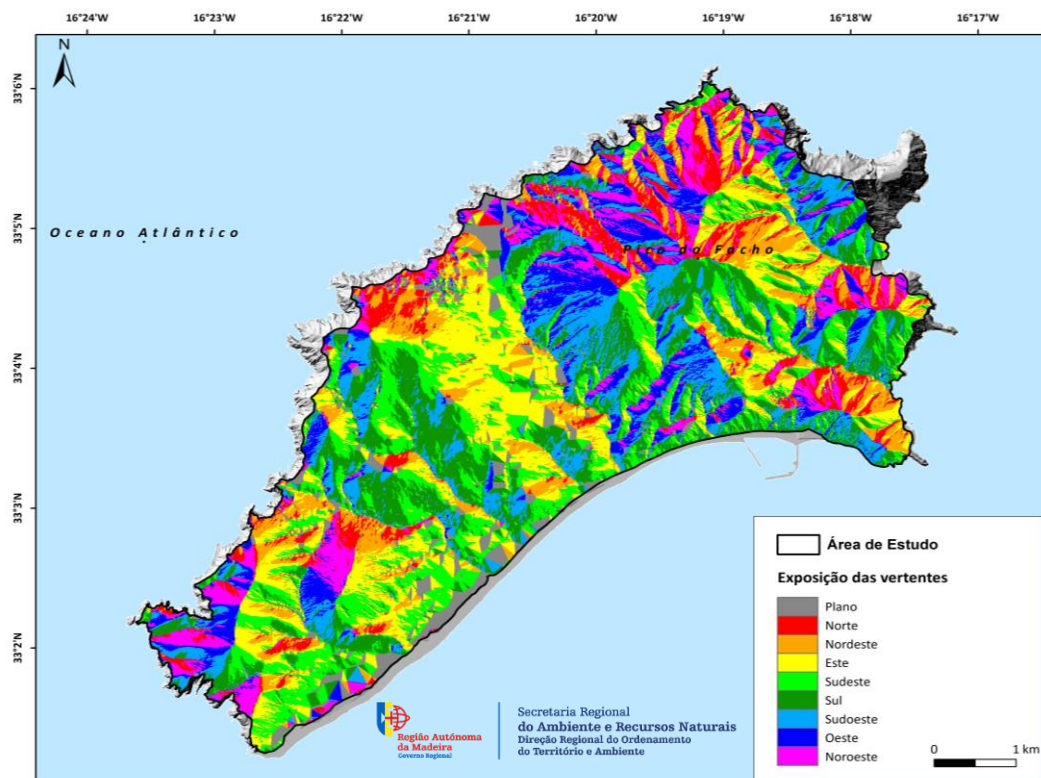 16°24'W 16°23'W 16°22'W 16°21'W 16°20'W 16°19'W 16°18'W 16°17'W
N
33°6'N
33°5'N
Oceano Atlântico
Pico do Facho
33°4'N
33°3'N
33°2'N
Área de Estudo
Exposição das vertentes
Plano
Norte
Nordeste
Este
Sudeste
Sul
Sudoeste
Oeste
Noroeste
0 1 km
Região Autónoma
da Madeira
Governo Regional
Secretaria Regional
do Ambiente e Recursos Naturais
Direção Regional do Ordenamento
do Território e Ambiente